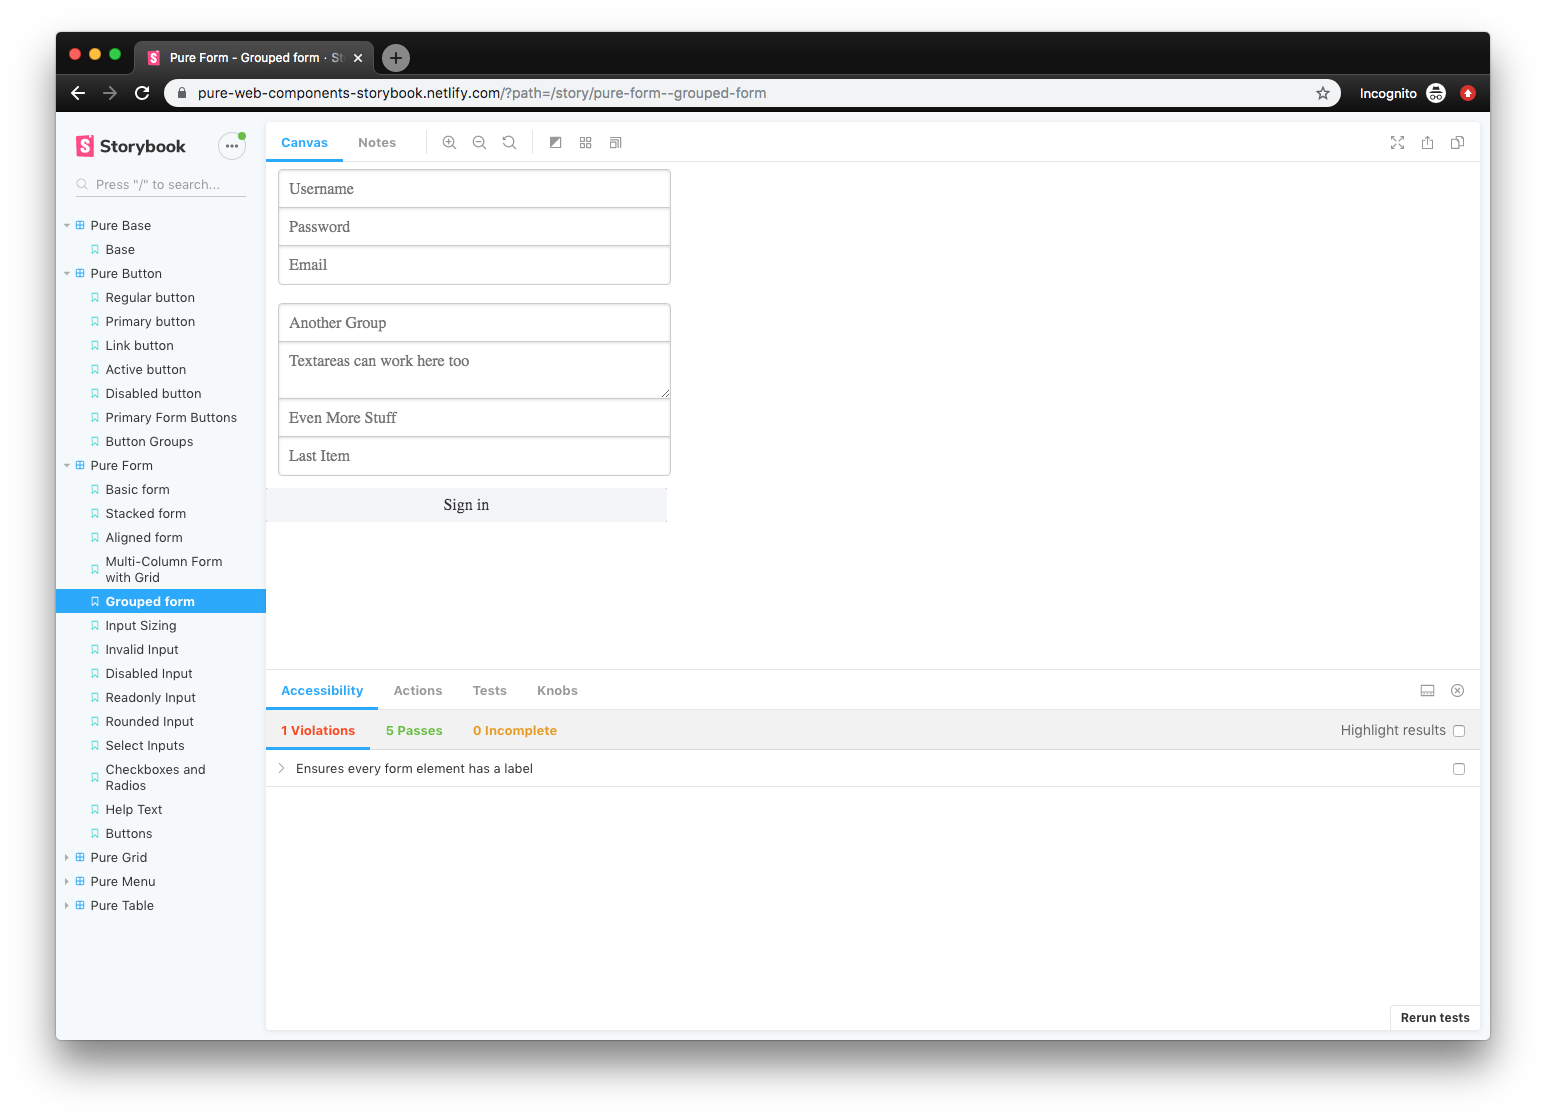 Pure Form - Grouped form · St
pure-web-components-storybook.netlify.com/?path=/story/pure-form--grouped-form
Incognito
Storybook
Press "/" to search...
Pure Base
Base
Pure Button
Regular button
Primary button
Link button
Active button
Disabled button
Primary Form Buttons
Button Groups
Pure Form
Basic form
Stacked form
Aligned form
Multi-Column Form
with Grid
Grouped form
Input Sizing
Invalid Input
Disabled Input
Readonly Input
Rounded Input
Select Inputs
Checkboxes and
Radios
Help Text
Buttons
Pure Grid
Pure Menu
Pure Table
Canvas
Notes
Username
Password
Email
Another Group
Textareas can work here too
Even More Stuff
Last Item
Sign in
Accessibility
Actions
Tests
Knobs
1 Violations
5 Passes
0 Incomplete
Highlight results
Ensures every form element has a label
Rerun tests